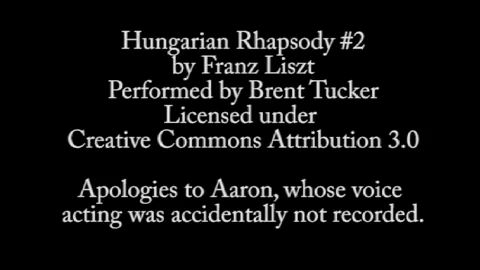 Hungarian Rhapsody #2
by Franz Liszt
Performed by Brent Tucker
Licensed under
Creative Commons Attribution 3.0
Apologies to Aaron, whose voice
acting was accidentally not recorded.